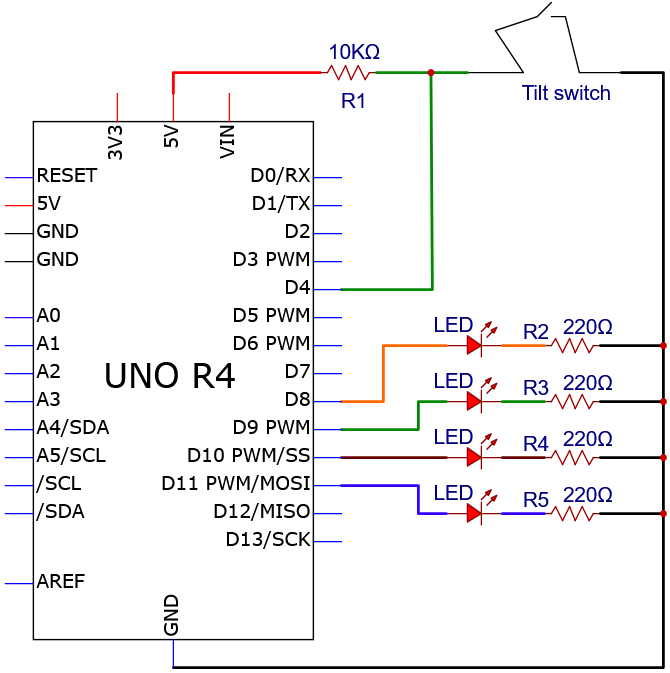 10KΩ
R1
Tilt switch
3V3
5V
VIN
RESET
5V
GND
GND
A0
A1
A2
A3
A4/SDA
A5/SCL
/SCL
/SDA
AREF
UNO R4
D0/RX
D1/TX
D2
D3 PWM
D4
D5 PWM
D6 PWM
D7
D8
D9 PWM
D10 PWM/SS
D11 PWM/MOSI
D12/MISO
D13/SCK
GND
LED
R2
220Ω
LED
R3
220Ω
LED
R4
220Ω
LED
R5
220Ω